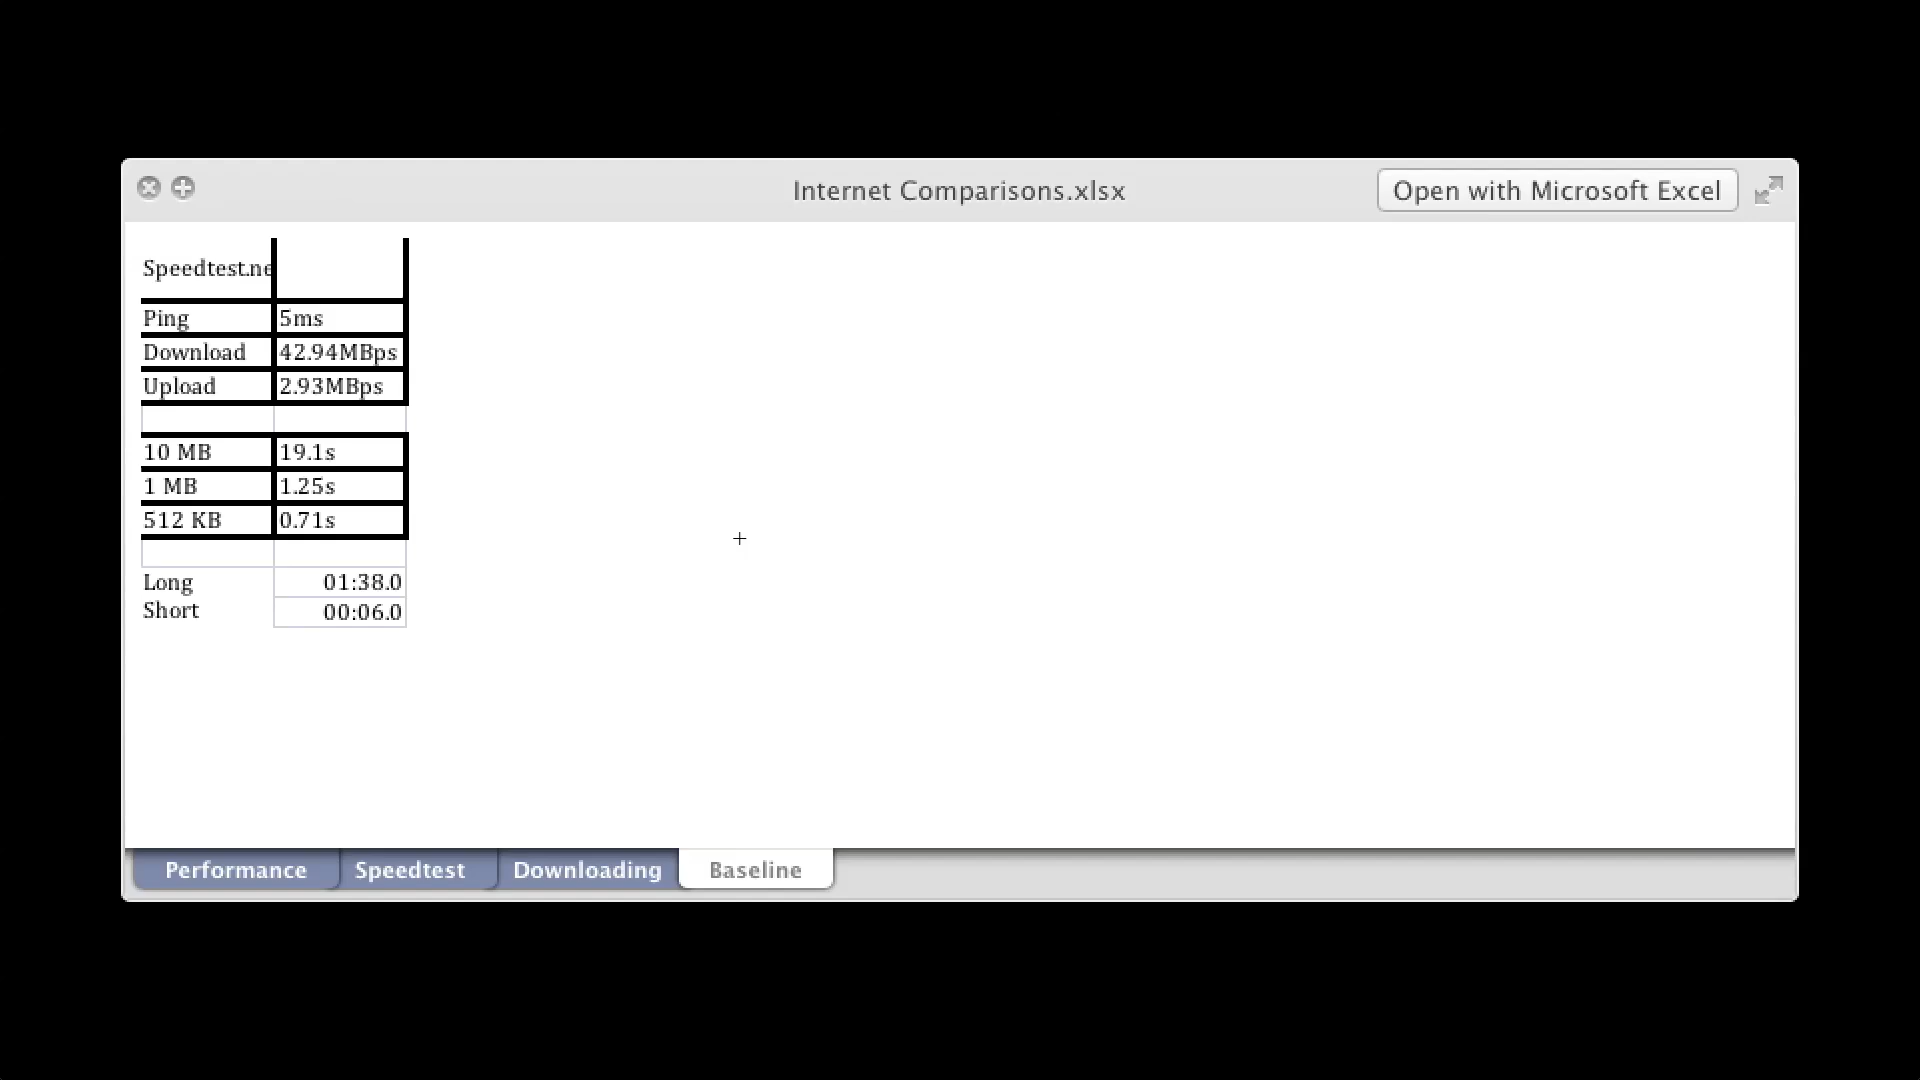 Internet Comparisons.xlsx
Open with Microsoft Excel
Speedtest.ne
Ping 5ms
Download 42.94MBps
Upload 2.93MBps
10 MB 19.1s
1 MB 1.25s
512 KB 0.71s
Long 01:38.0
Short 00:06.0
Performance Speedtest Downloading Baseline